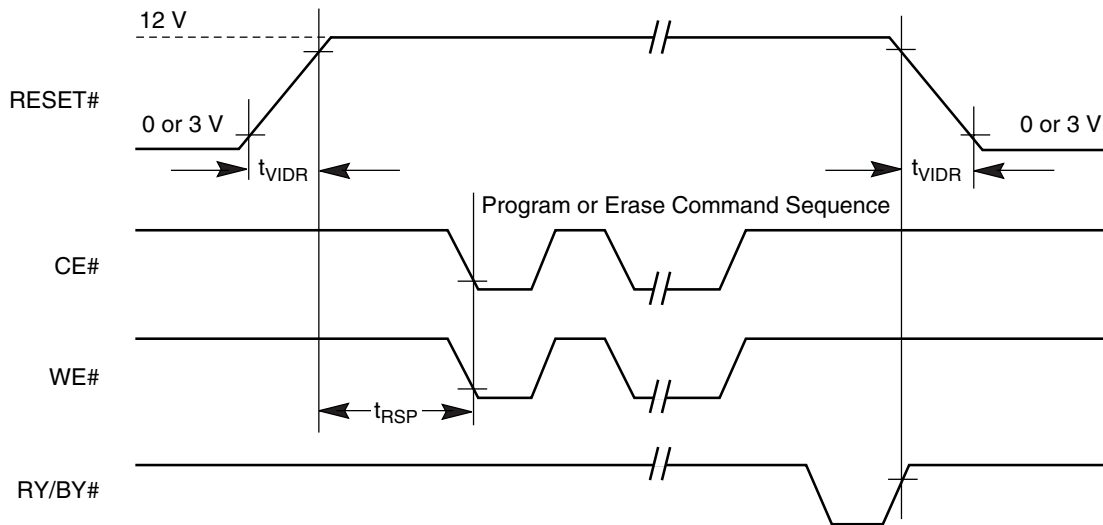 12 V
RESET#
0 or 3 V
0 or 3 V
tVIDR
tVIDR
Program or Erase Command Sequence
CE#
WE#
tRSP
RY/BY#